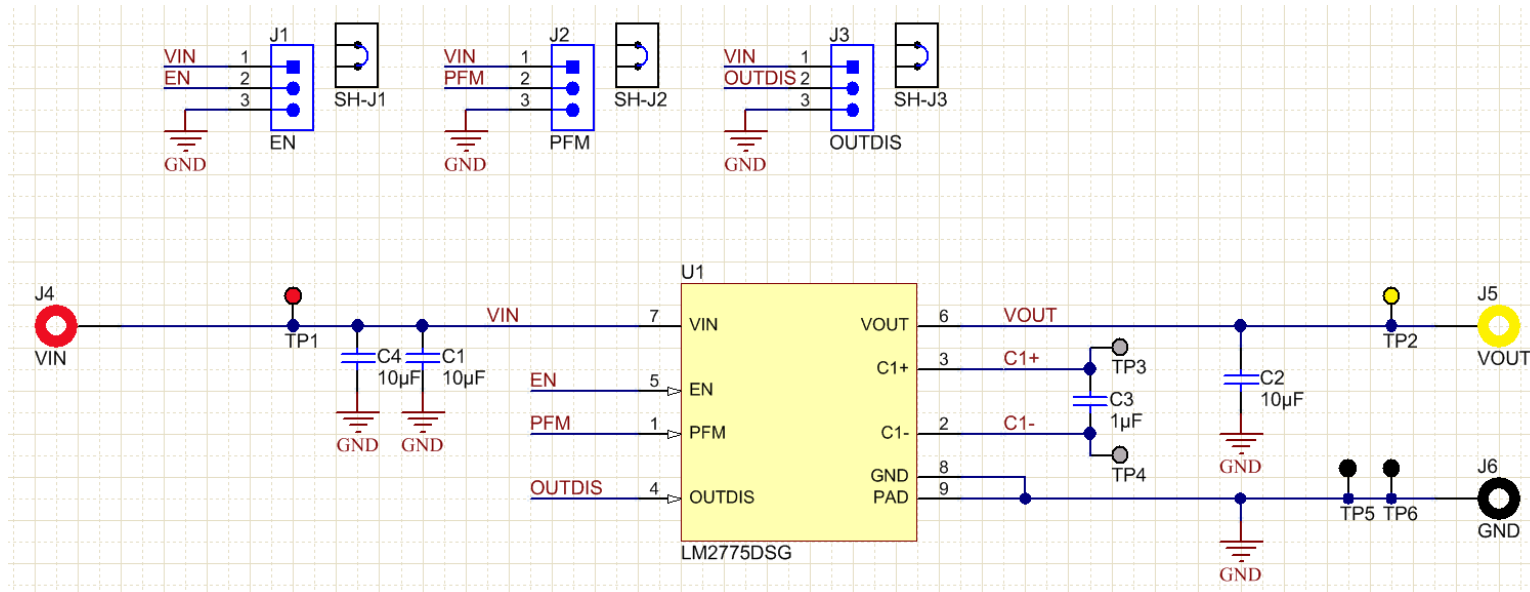 J1
VIN 1
EN 2
3
GND
EN
SH-J1
J2
VIN 1
PFM 2
3
GND
PFM
SH-J2
J3
VIN 1
OUTDIS 2
3
GND
OUTDIS
SH-J3
J4
VIN
TP1
C4
10µF
GND
C1
10µF
GND
VIN
EN
PFM
OUTDIS
U1
7 VIN
5 EN
1 PFM
4 OUTDIS
VOUT 6
C1+ 3
C1- 2
GND 8
PAD 9
LM2775DSG
VOUT
C1+
C1-
TP3
C3
1µF
TP4
C2
10µF
GND
TP2
J5
VOUT
TP5 TP6
J6
GND
GND